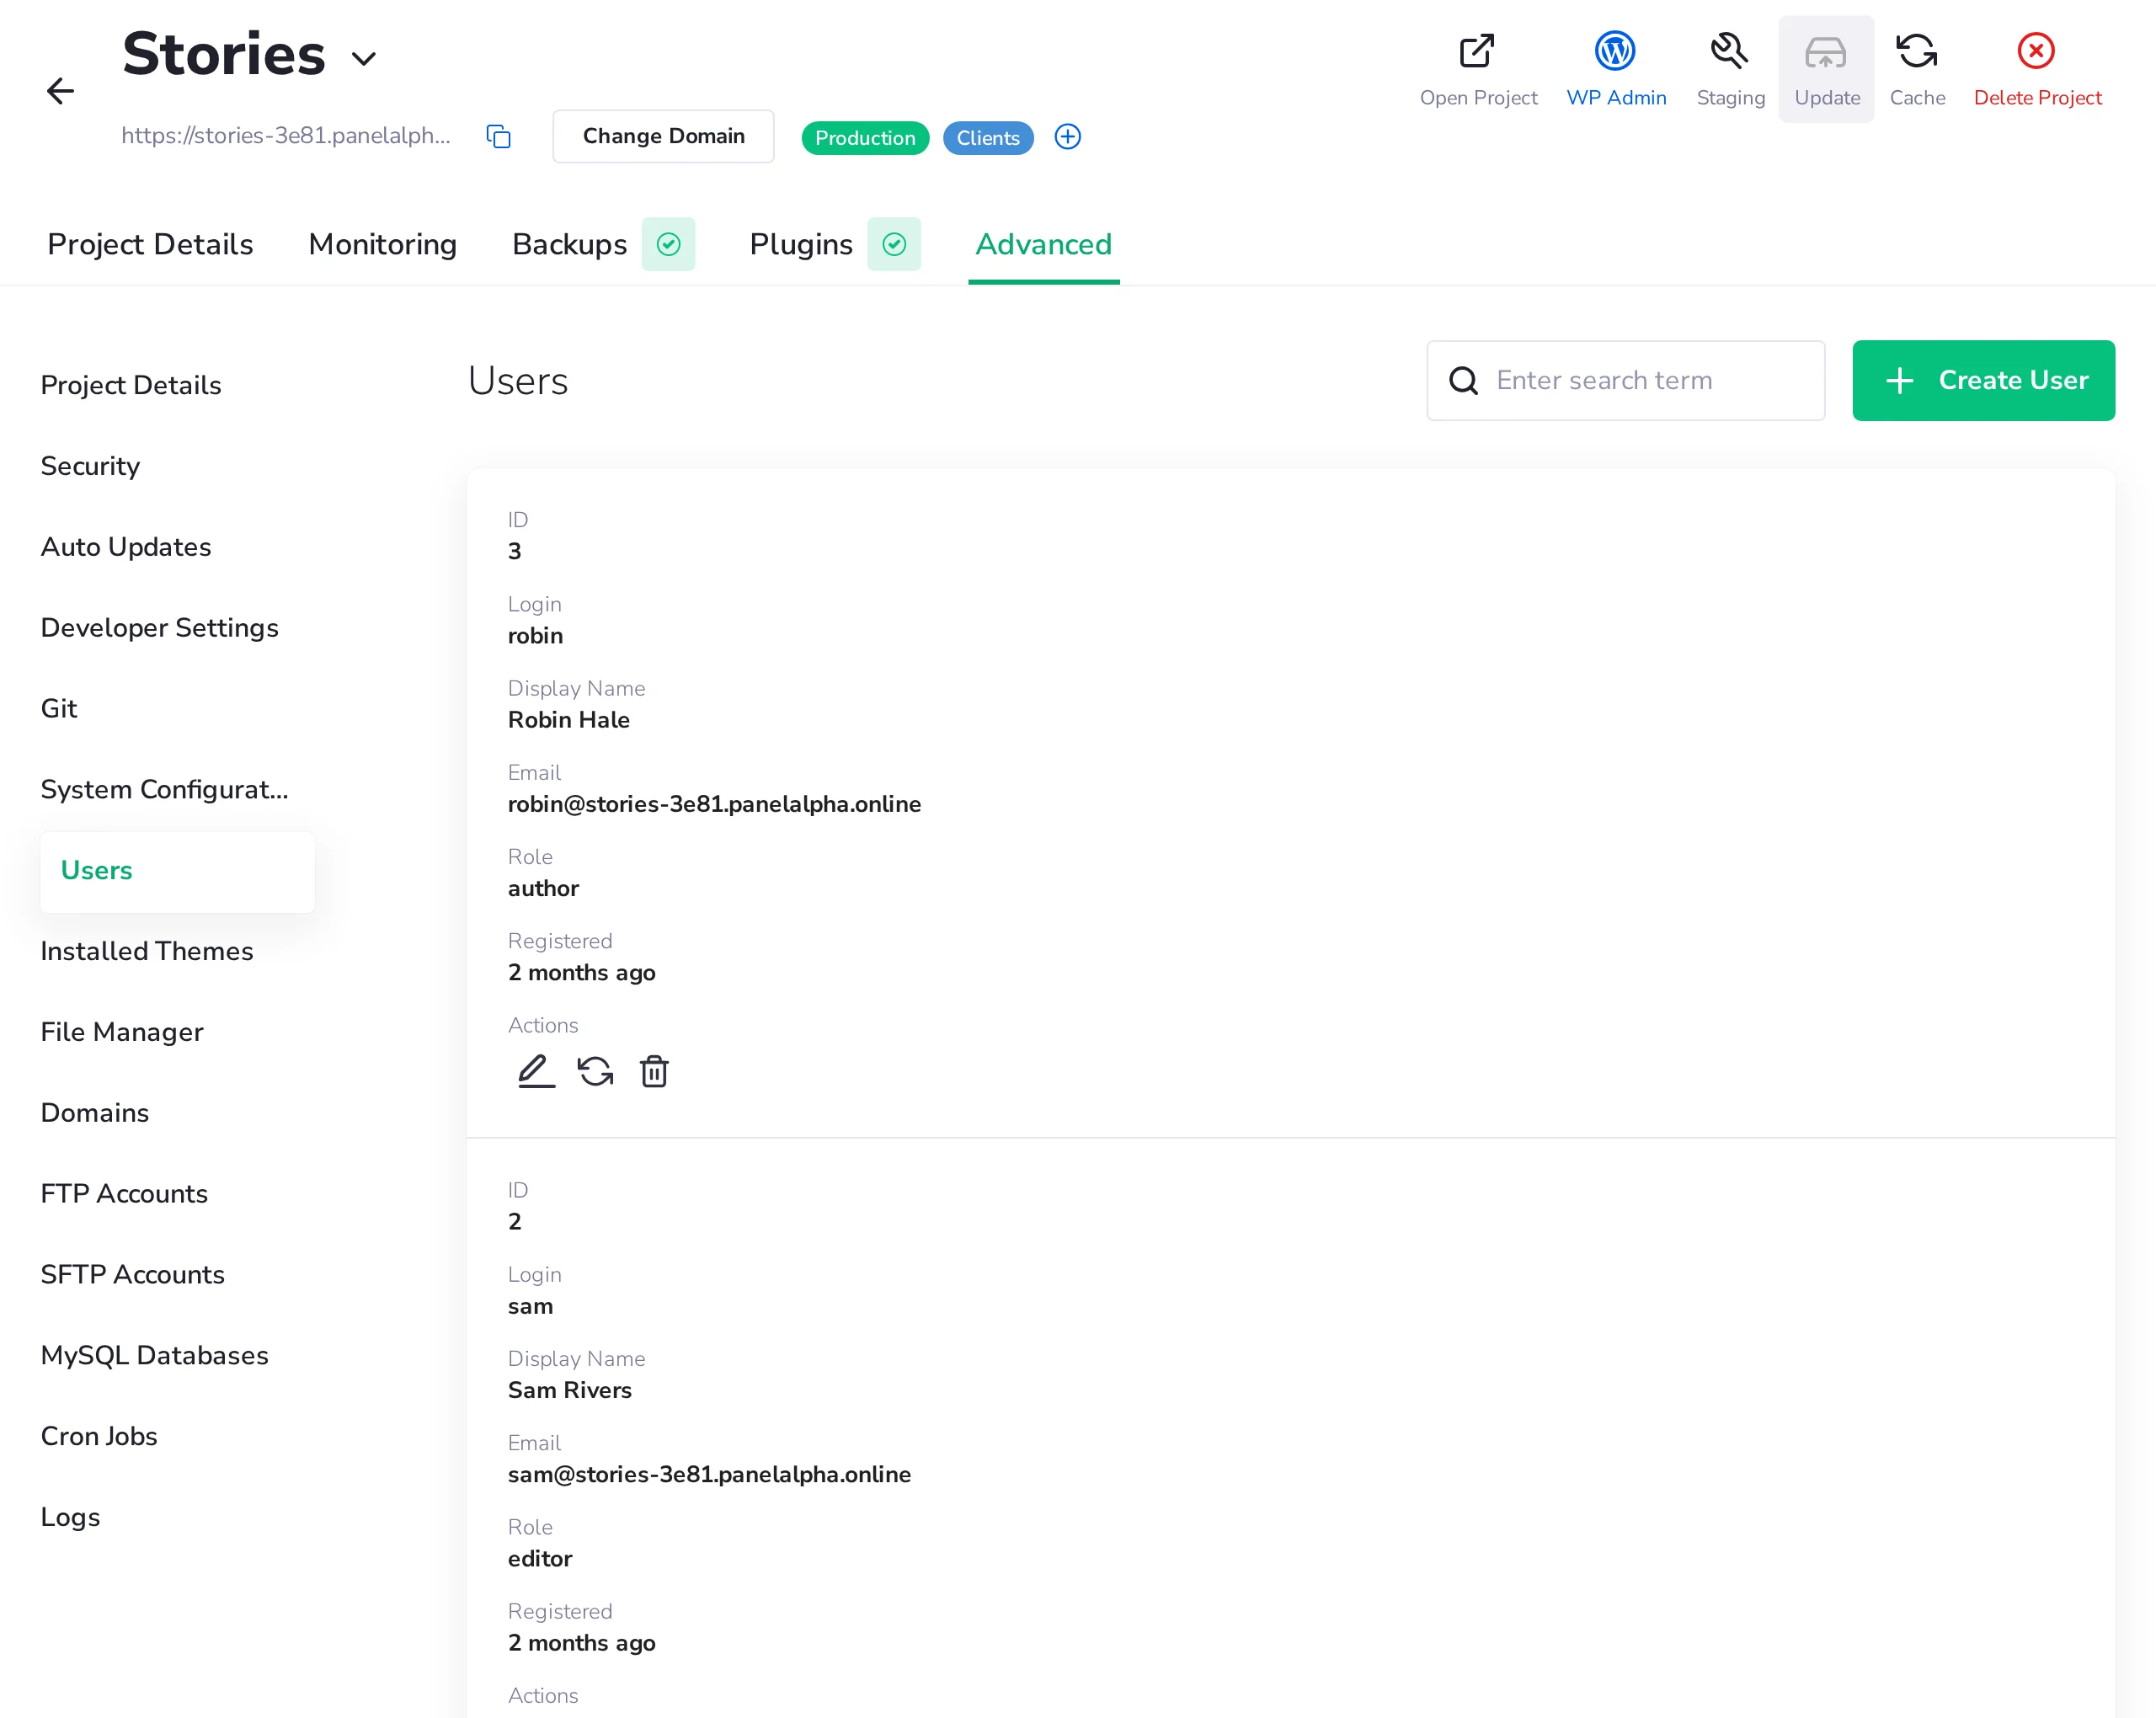 Stories
https://stories-3e81.panelalph...
Change Domain
Production
Clients
Open Project
WP Admin
Staging
Update
Cache
Delete Project
Project Details
Monitoring
Backups
Plugins
Advanced
Project Details
Security
Auto Updates
Developer Settings
Git
System Configurat...
Users
Installed Themes
File Manager
Domains
FTP Accounts
SFTP Accounts
MySQL Databases
Cron Jobs
Logs
Users
Enter search term
Create User
ID
3
Login
robin
Display Name
Robin Hale
Email
robin@stories-3e81.panelalpha.online
Role
author
Registered
2 months ago
Actions
ID
2
Login
sam
Display Name
Sam Rivers
Email
sam@stories-3e81.panelalpha.online
Role
editor
Registered
2 months ago
Actions